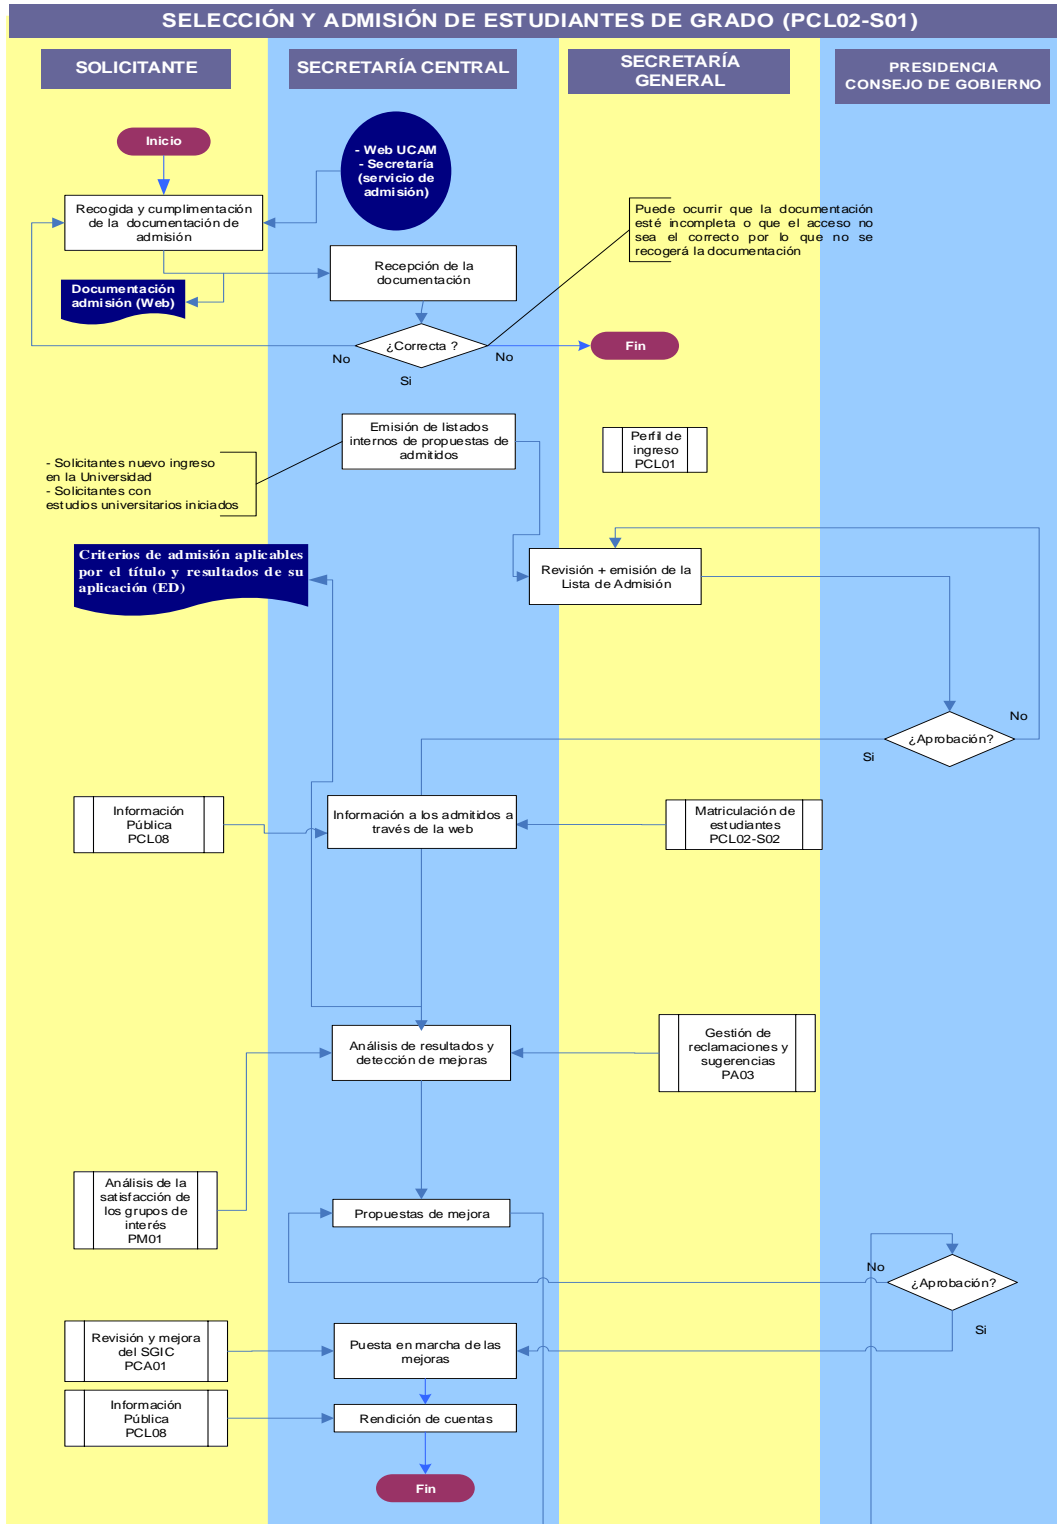 SELECCIÓN Y ADMISIÓN DE ESTUDIANTES DE GRADO (PCL02-S01)
SOLICITANTE
SECRETARÍA CENTRAL
SECRETARÍA
GENERAL
PRESIDENCIA
CONSEJO DE GOBIERNO
Inicio
- Web UCAM
- Secretaría
(servicio de
admisión)
Recogida y cumplimentación
de la documentación de
admisión
Puede ocurrir que la documentación
esté incompleta o que el acceso no
sea el correcto por lo que no se
recogerá la documentación
Recepción de la
documentación
Documentación
admisión (Web)
¿Correcta ?
No
No
Si
Fin
Emisión de listados
internos de propuestas de
admitidos
Perfil de
ingreso
PCL01
- Solicitantes nuevo ingreso
en la Universidad
- Solicitantes con
estudios universitarios iniciados
Criterios de admisión aplicables
por el título y resultados de su
aplicación (ED)
Revisión + emisión de la
Lista de Admisión
¿Aprobación?
No
Si
Información
Pública
PCL08
Información a los admitidos a
través de la web
Matriculación de
estudiantes
PCL02-S02
Análisis de resultados y
detección de mejoras
Gestión de
reclamaciones y
sugerencias
PA03
Análisis de la
satisfacción de
los grupos de
interés
PM01
Propuestas de mejora
No
¿Aprobación?
Si
Revisión y mejora
del SGIC
PCA01
Puesta en marcha de las
mejoras
Información
Pública
PCL08
Rendición de cuentas
Fin